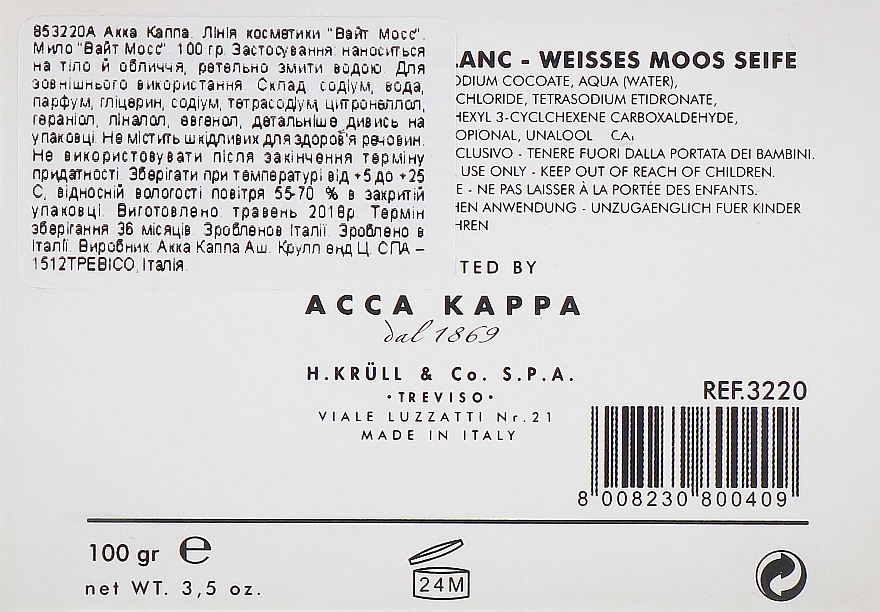 853220А Акка Каппа. Лінія косметики "Вайт Мосс".
Мило "Вайт Мосс". 100 гр. Застосування: наноситься
на тіло й обличчя, ретельно змити водою. Для
зовнішнього використання. Склад: содіум, вода,
парфум, гліцерин, содіум, тетрасодіум, цитронеллол,
гераніол, ліналол, евгенол, детальніше дивись на
упаковці. Не містить шкідливих для здоров'я речовин.
Не використовувати після закінчення терміну
придатності. Зберігати при температурі від +5 до +25
С, відносній вологості повітря 55-70 % в закритій
упаковці. Виготовлено: травень 2018р. Термін
зберігання 36 місяців. Зробленов Італії. Зроблено в
Італії. Виробник: Акка Каппа Аш. Крулл енд Ц. СПА –
1512ТРЕВІСО, Італія.
LANC - WEISSES MOOS SEIFE
ODIUM COCOATE, AQUA (WATER),
CHLORIDE, TETRASODIUM ETIDRONATE,
HEXYL 3-CYCLCHEXENE CARBOXALDEHYDE,
OPIONAL, UNALOOL
CLUSIVO - TENERE FUORI DALLA PORTATA DEI BAMBINI.
USE ONLY - KEEP OUT OF REACH OF CHILDREN.
E - NE PAS LAISSER À LA PORTÉE DES ENFANTS.
HEN ANWENDUNG - UNZUGAENGLICH FUER KINDER
HREN
TED BY
ACCA KAPPA
dal 1869
H.KRÜLL & Co. S.P.A.
·TREVISO·
VIALE LUZZATTI Nr.21
MADE IN ITALY
REF.3220
8 008230 800409
100 gr e
net WT. 3,5 oz.
24M